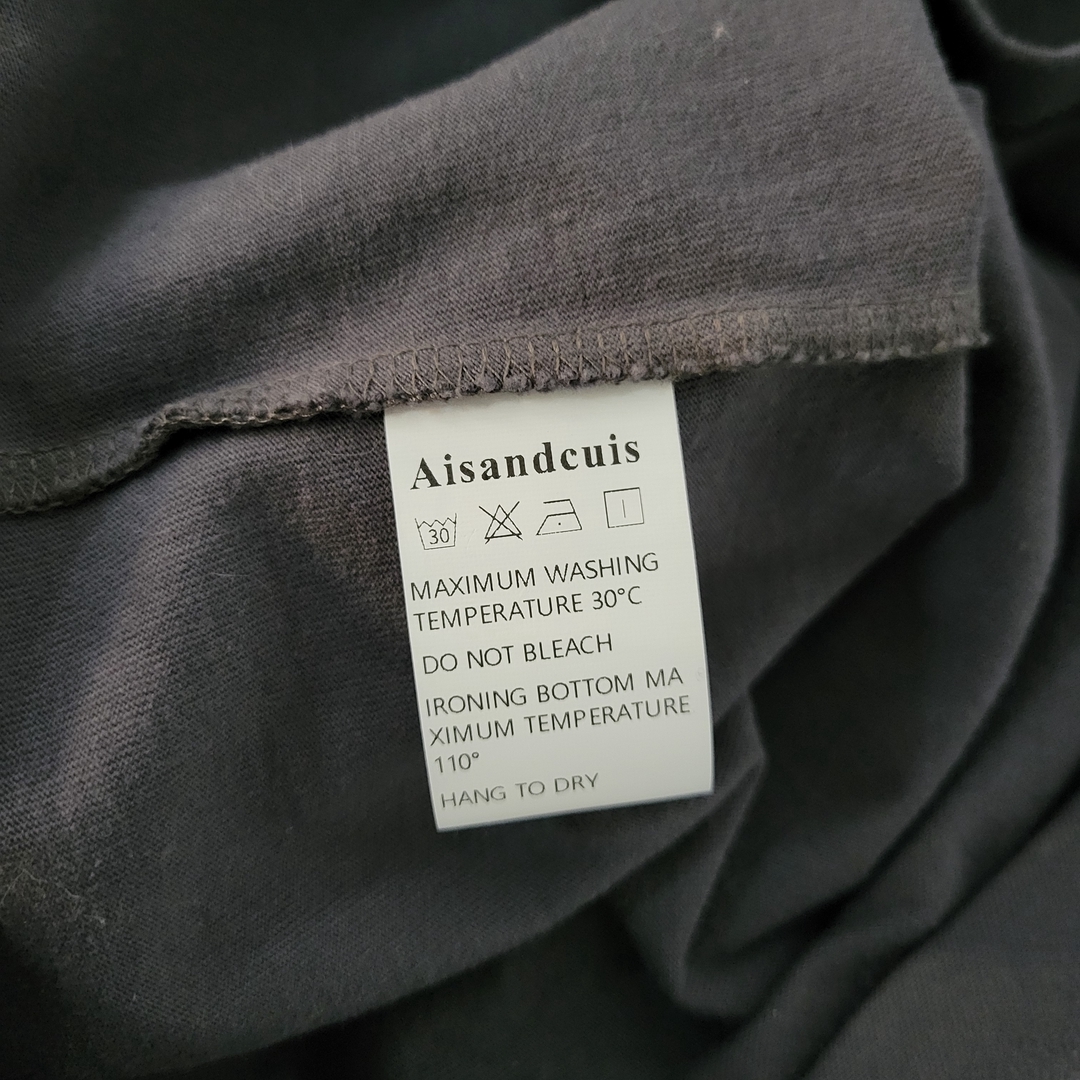 Aisandcuis
30
MAXIMUM WASHING
TEMPERATURE 30°C
DO NOT BLEACH
IRONING BOTTOM MA
XIMUM TEMPERATURE
110°
HANG TO DRY